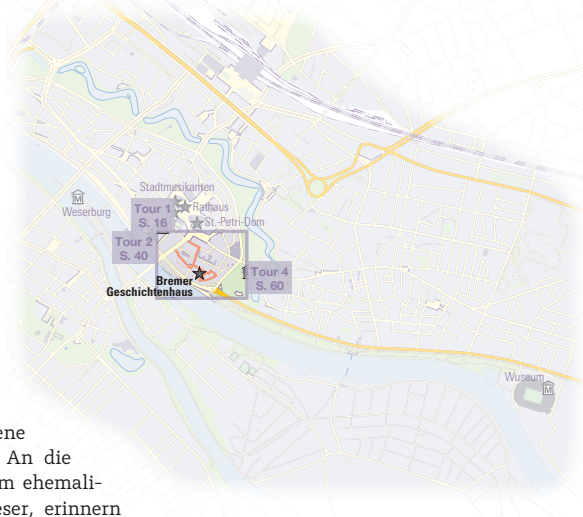 Stadtmusikanten
Rathaus
Tour 1
S. 16
St.-Petri-Dom
Weserburg
Tour 2
S. 40
Bremer
Geschichtenhaus
Tour 4
S. 60
Wuseum
ene
An die
m ehemali-
eser, erinnern